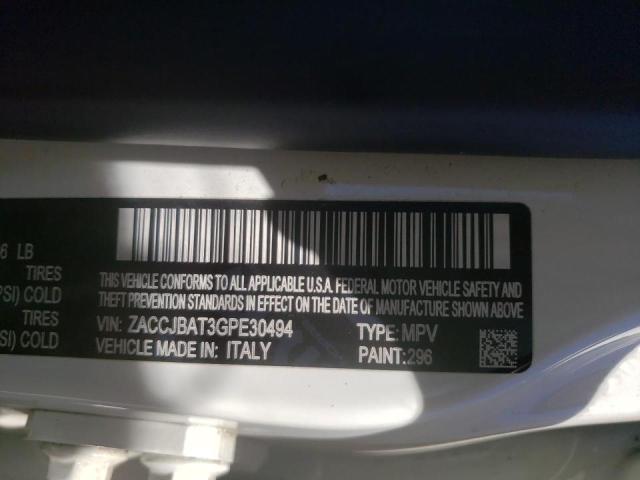 6 LB
TIRES
PSI) COLD
TIRES
PSI) COLD
THIS VEHICLE CONFORMS TO ALL APPLICABLE U.S.A. FEDERAL MOTOR VEHICLE SAFETY AND
THEFT PREVENTION STANDARDS IN EFFECT ON THE DATE OF MANUFACTURE SHOWN ABOVE
VIN: ZACCJBAT3GPE30494 TYPE: MPV
VEHICLE MADE IN: ITALY PAINT: 296